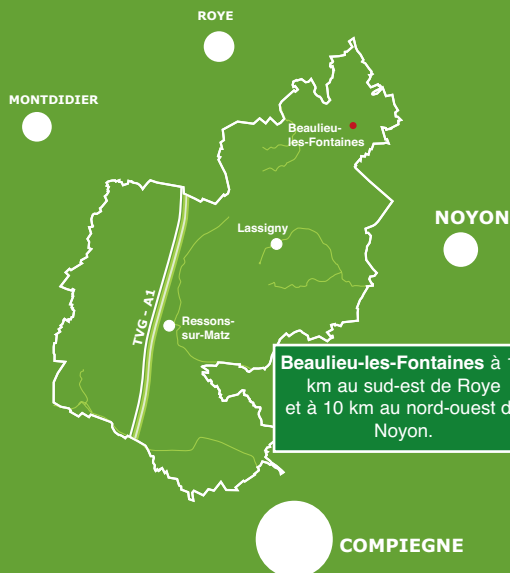 ROYE
MONTDIDIER
Beaulieu-
les-Fontaines
NOYON
Lassigny
TVG - A1
Ressons-
sur-Matz
Beaulieu-les-Fontaines à
km au sud-est de Roye
et à 10 km au nord-ouest
Noyon.
COMPIEGNE